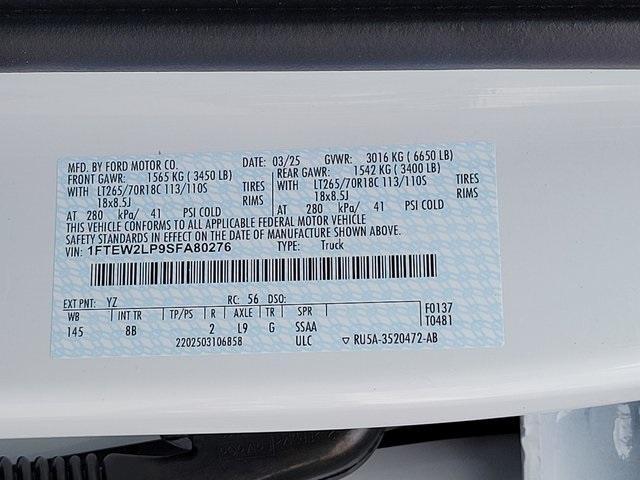 MFD. BY FORD MOTOR CO. DATE: 03/25 GVWR: 3016 KG ( 6650 LB)
FRONT GAWR: 1565 KG ( 3450 LB) REAR GAWR: 1542 KG ( 3400 LB)
WITH LT265/70R18C 113/110S TIRES WITH LT265/70R18C 113/110S TIRES
18x8.5J RIMS 18x8.5J RIMS
AT 280 kPa/ 41 PSI COLD AT 280 kPa/ 41 PSI COLD
THIS VEHICLE CONFORMS TO ALL APPLICABLE FEDERAL MOTOR VEHICLE
SAFETY STANDARDS IN EFFECT ON THE DATE OF MANUFACTURE SHOWN ABOVE.
VIN: 1FTEW2LP9SFA80276 TYPE: Truck
EXT PNT: YZ RC: 56 DSO:
WB INT TR TP/PS R AXLE TR SPR F0137
145 8B 2 L9 G SSAA T0481
2202503106858 ULC ▽ RU5A-3520472-AB